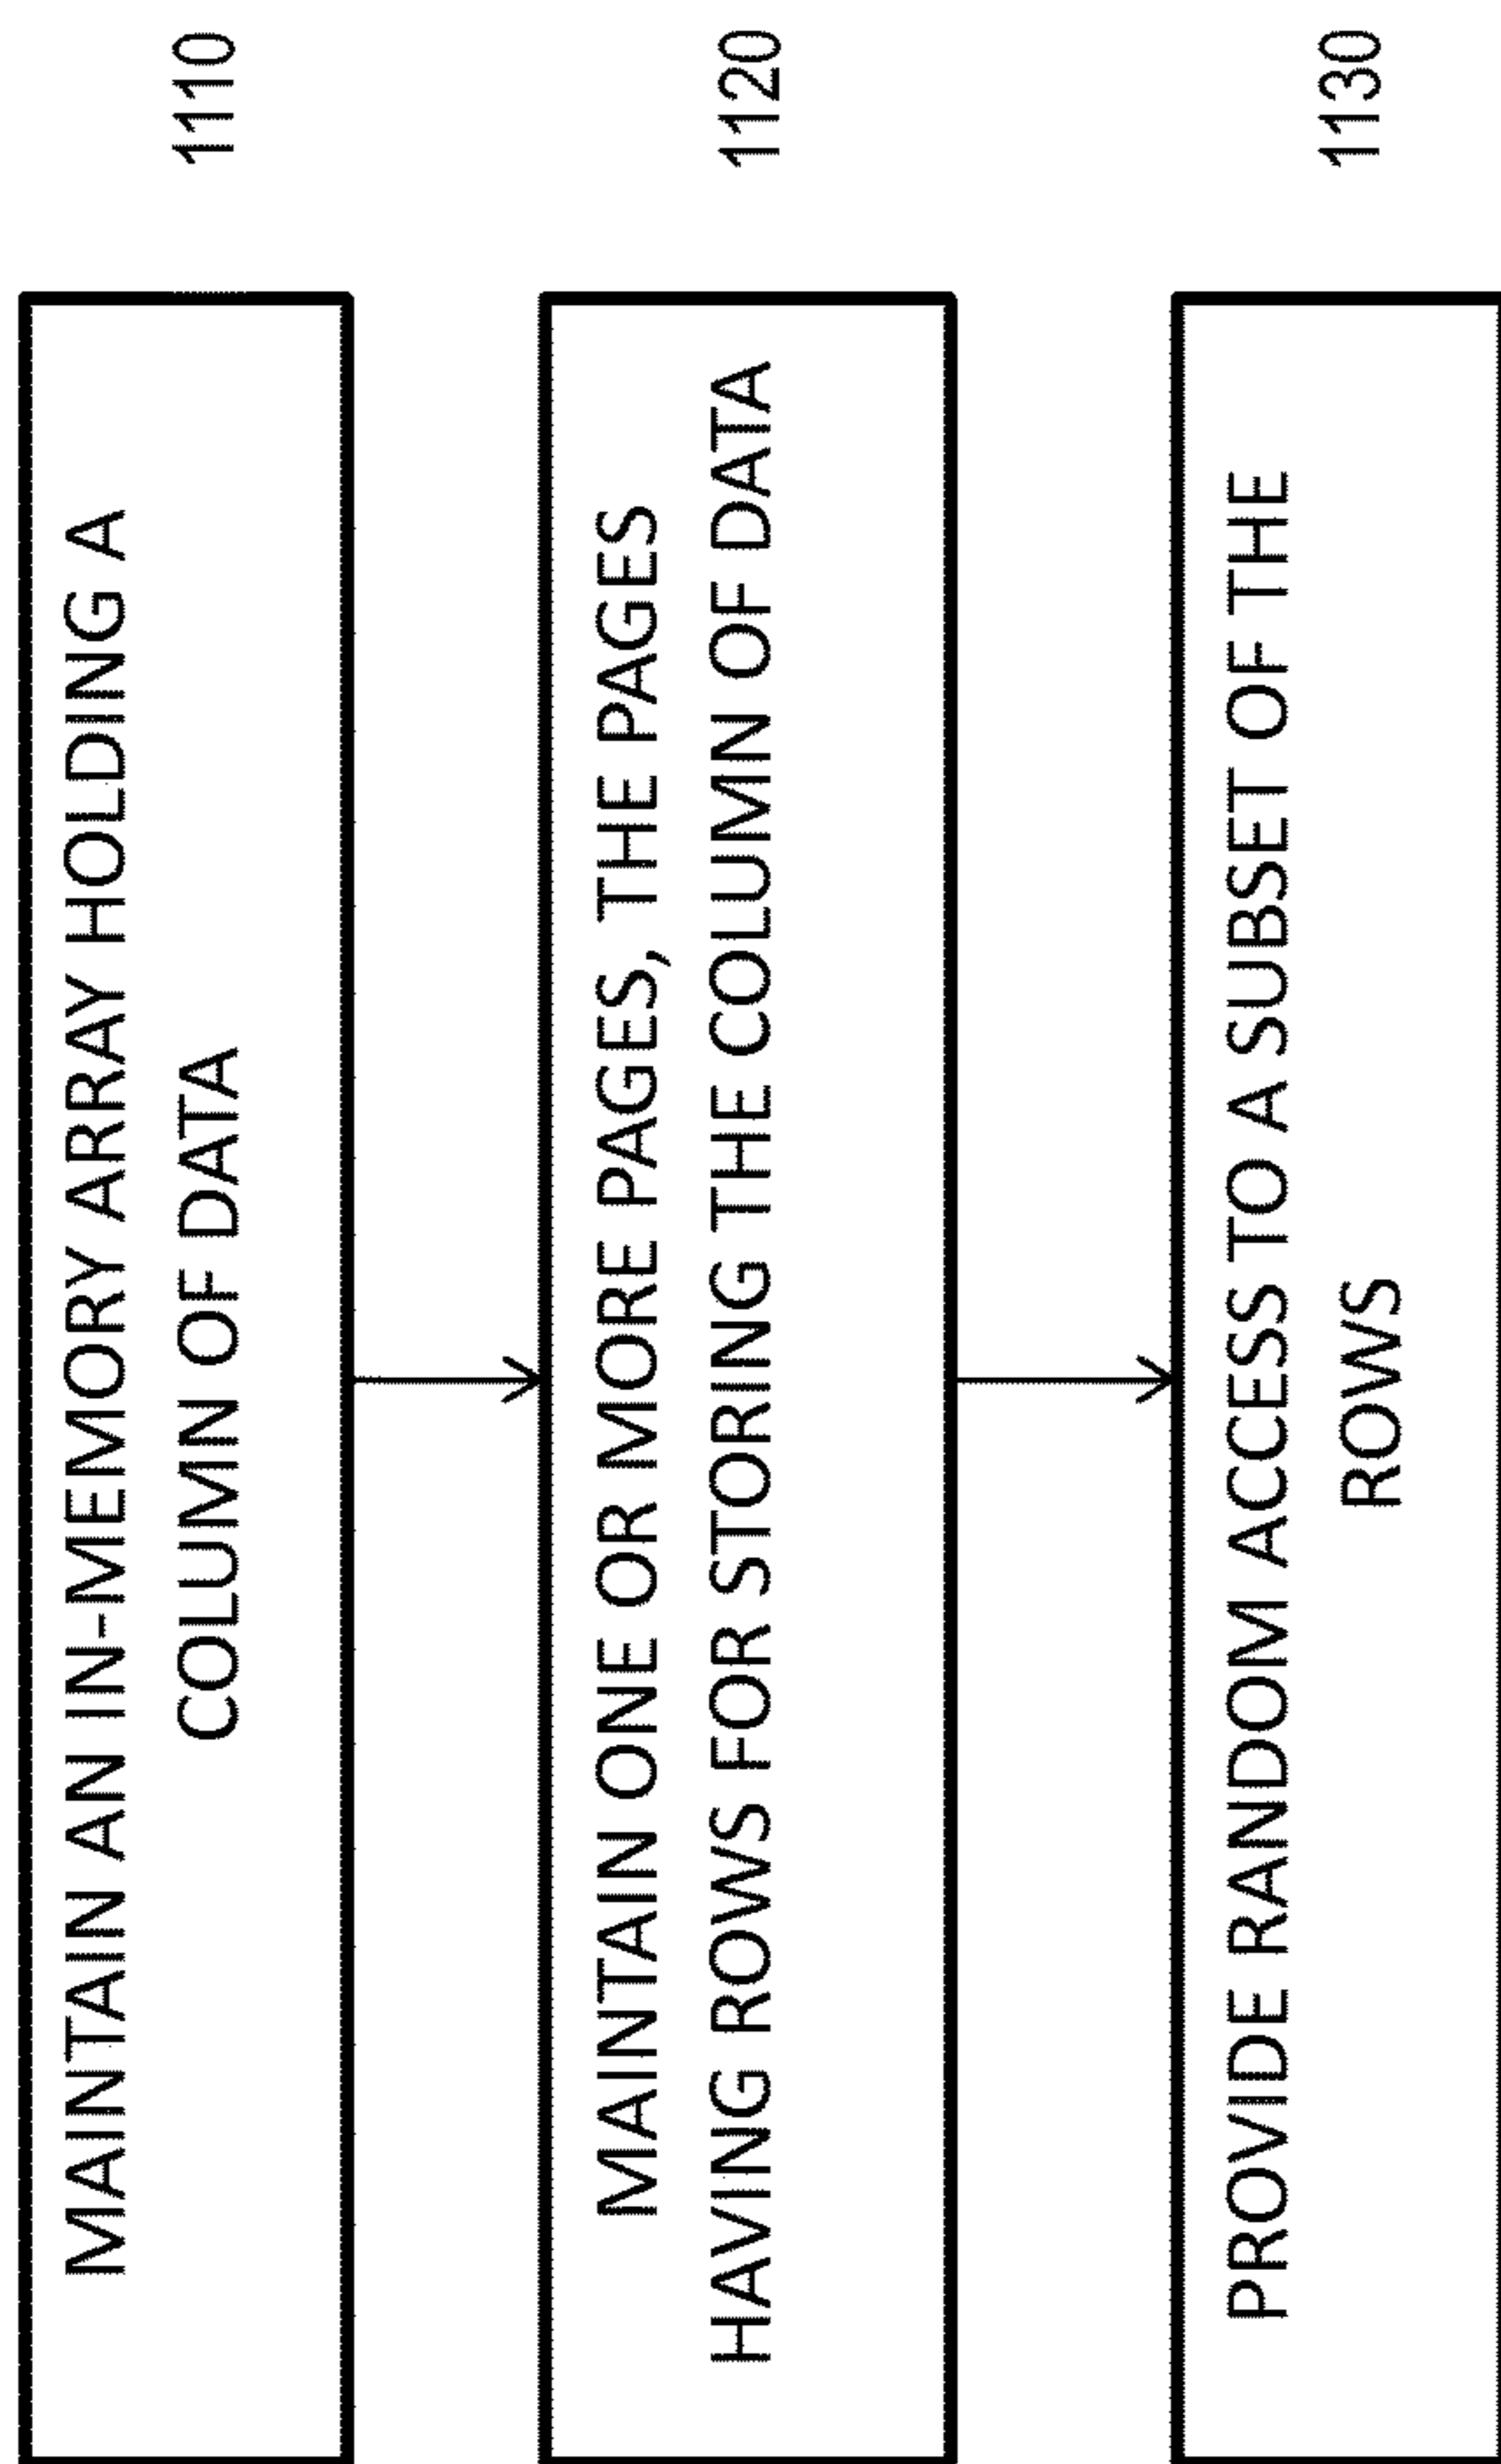 MAINTAIN AN IN-MEMORY ARRAY HOLDING A
COLUMN OF DATA
1110
MAINTAIN ONE OR MORE PAGES, THE PAGES
HAVING ROWS FOR STORING THE COLUMN OF DATA
1120
PROVIDE RANDOM ACCESS TO A SUBSET OF THE
ROWS
1130